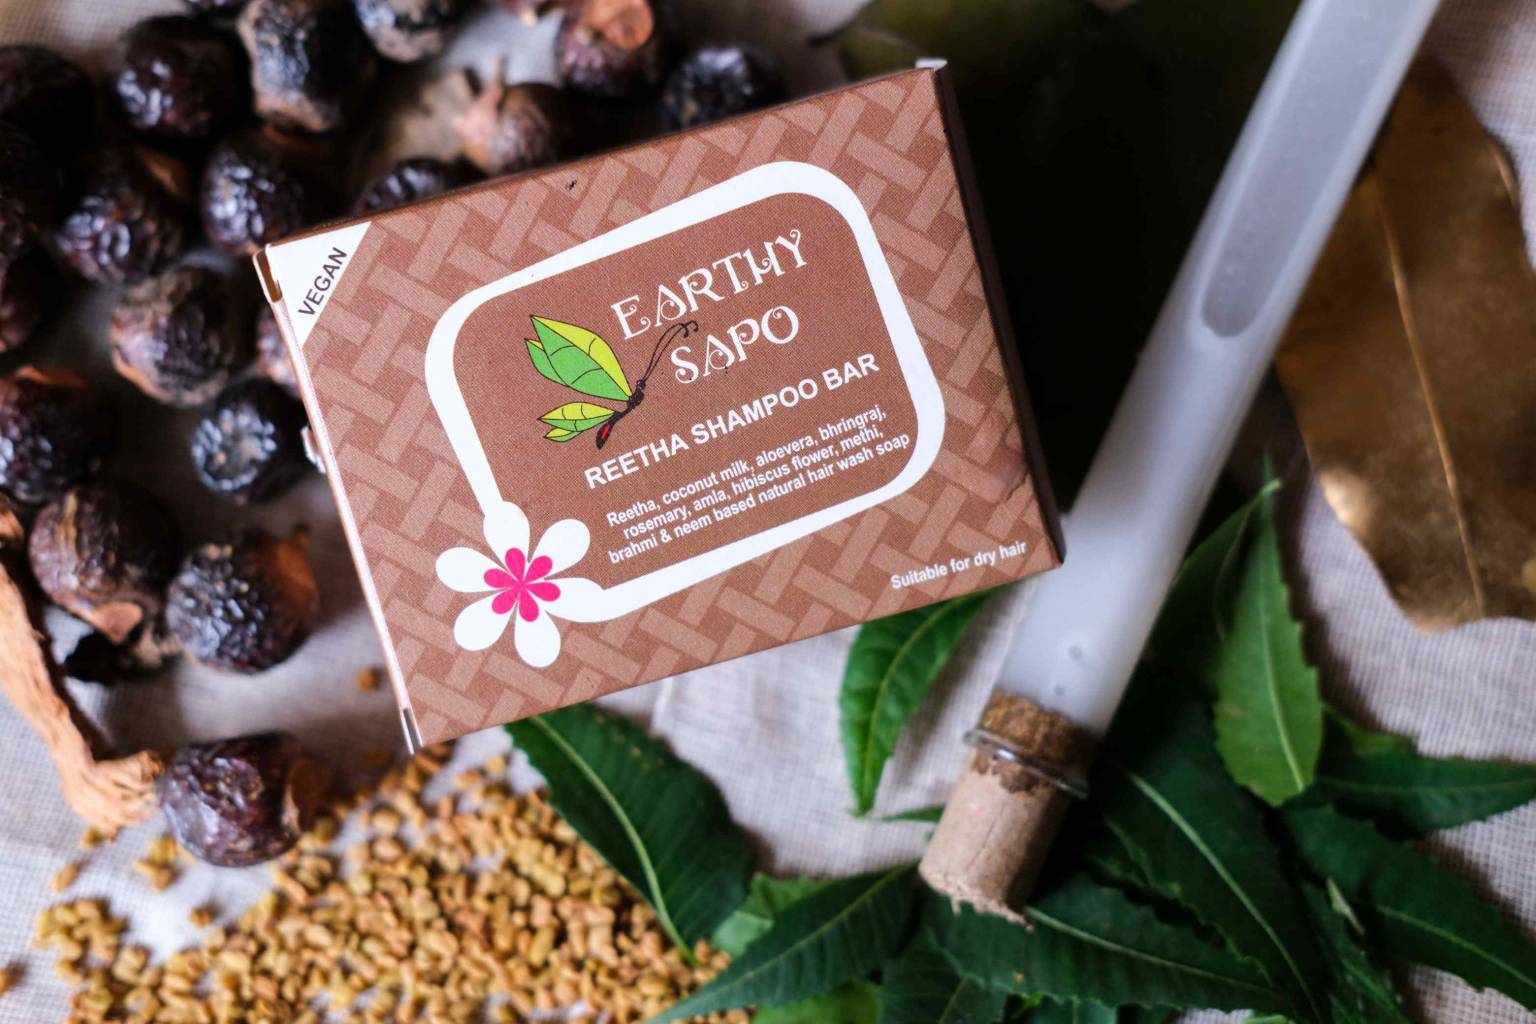 VEGAN
EARTHY
SAPO
REETHA SHAMPOO BAR
Reetha, coconut milk, aloevera, bhringraj,
rosemary, amla, hibiscus flower, methi,
brahmi & neem based natural hair wash soap
Suitable for dry hair